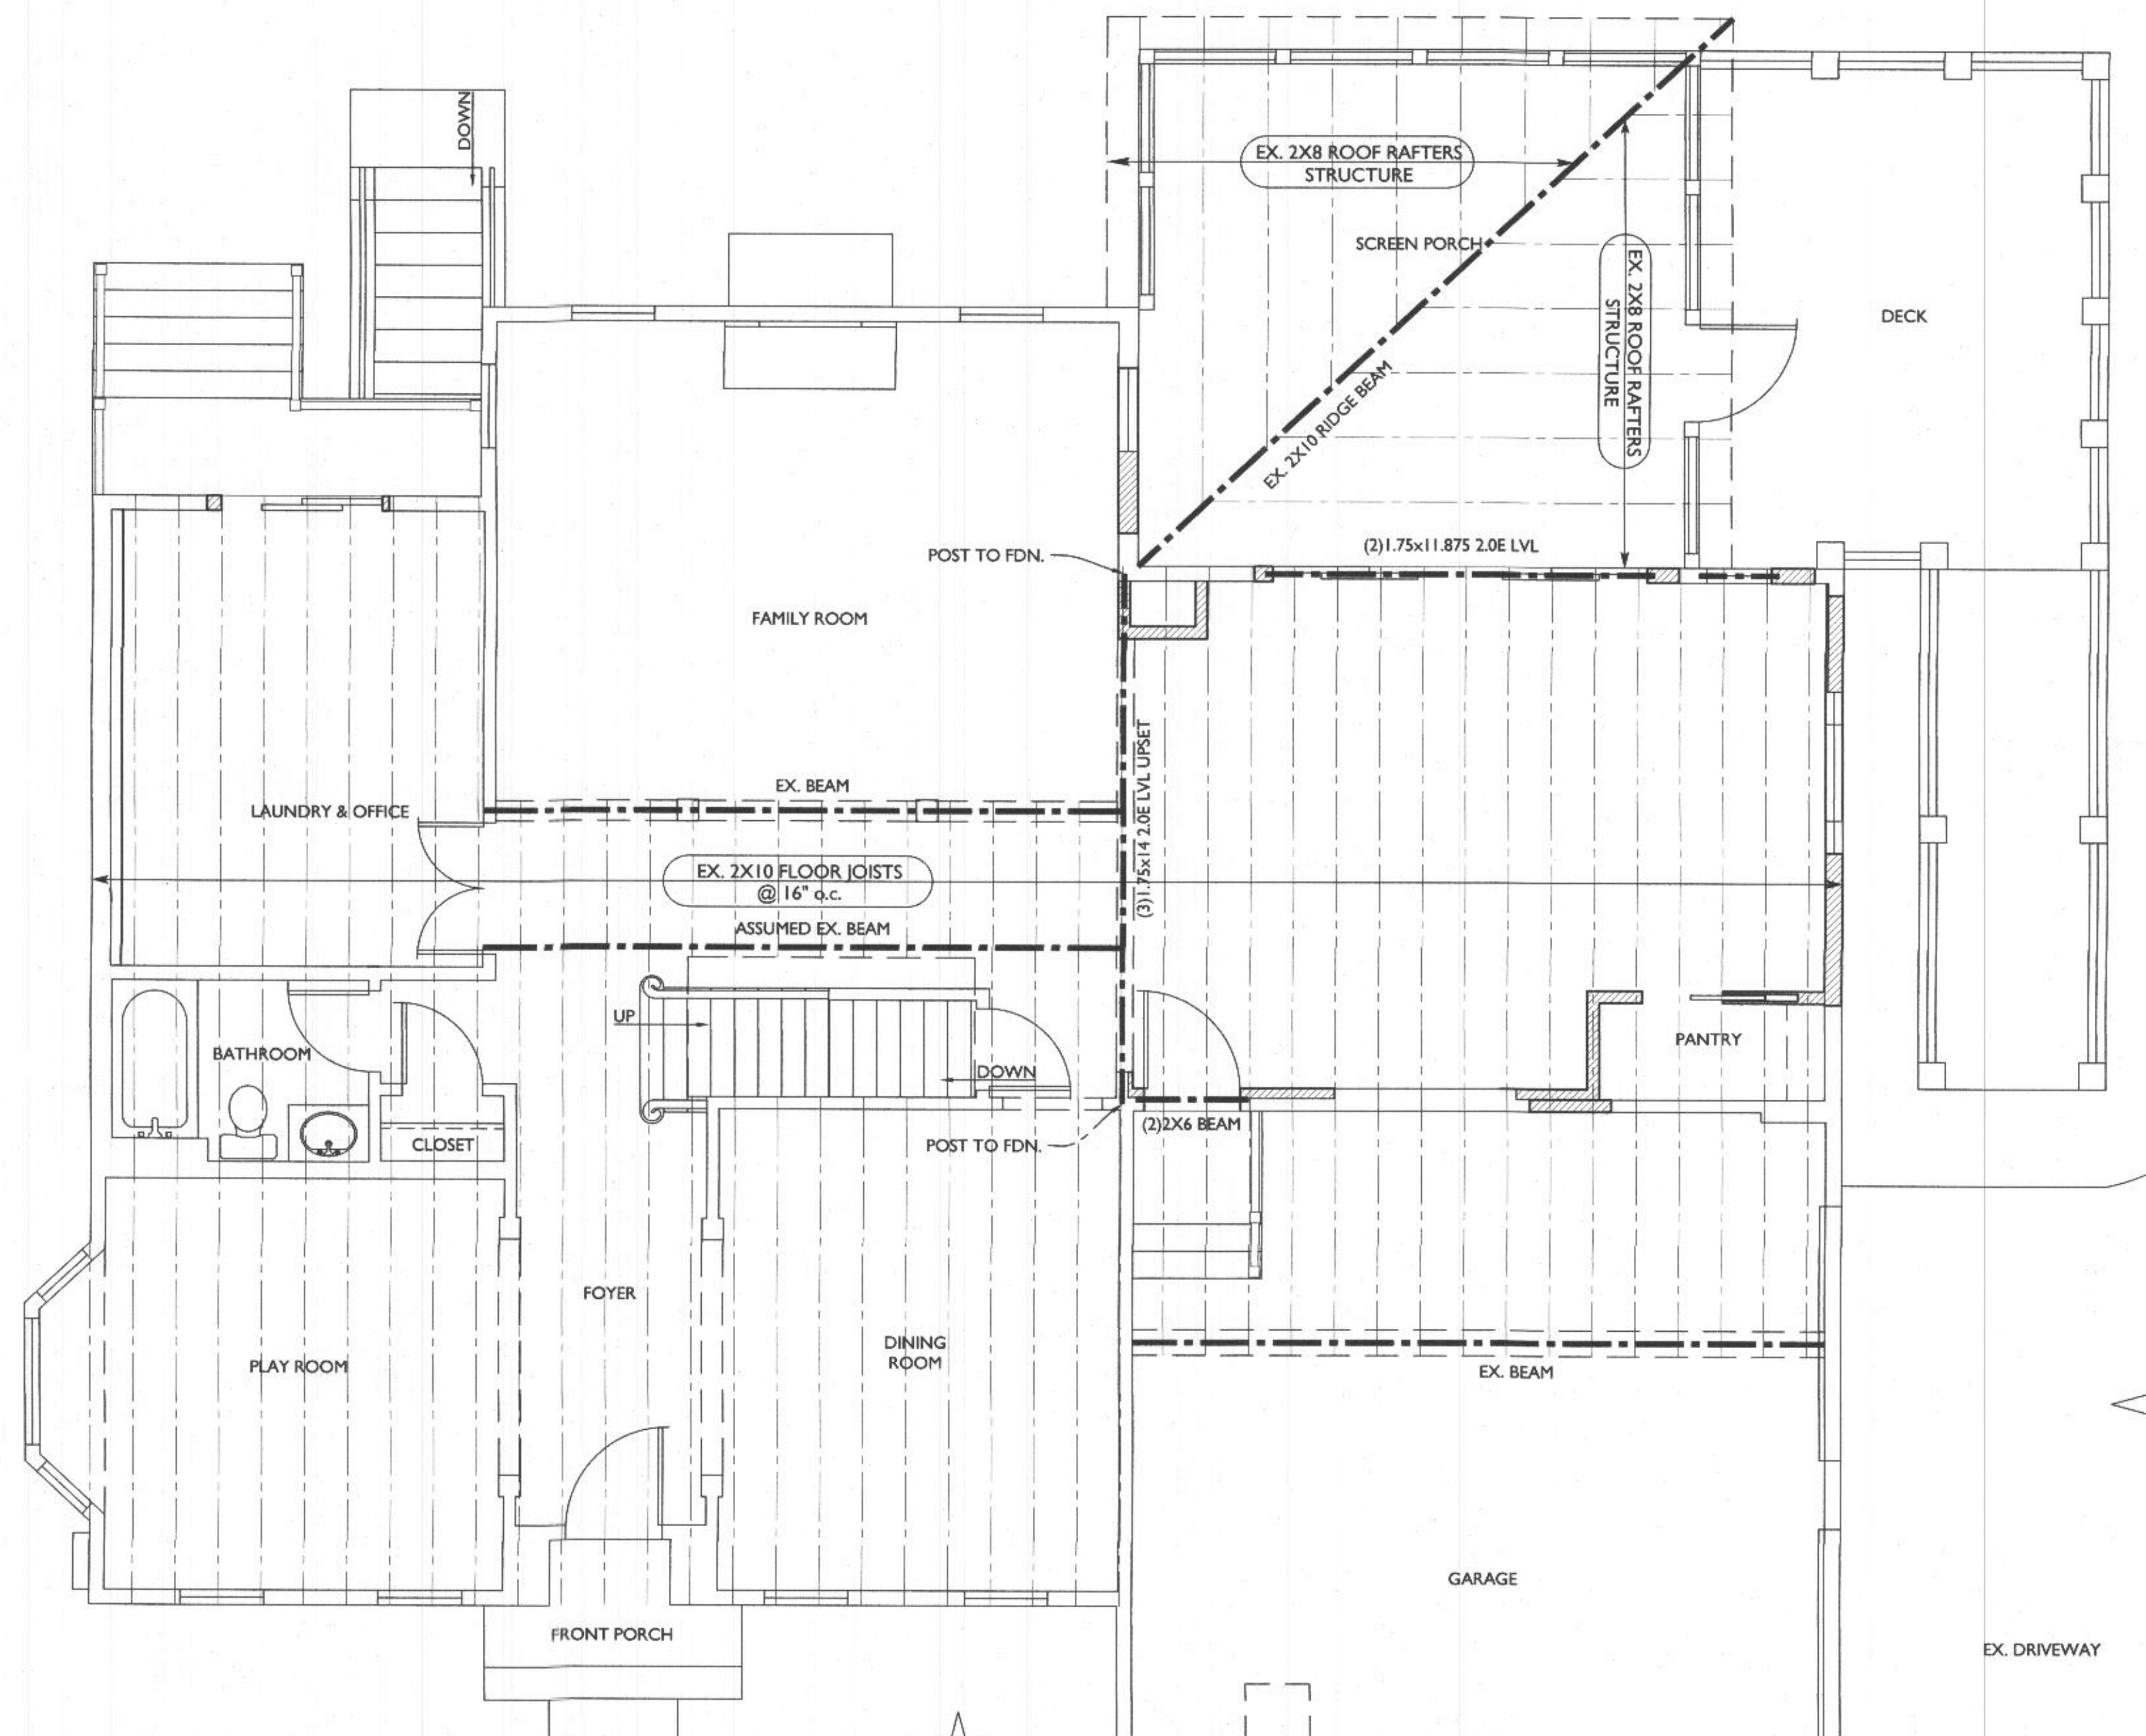 DOWN
EX. 2X8 ROOF RAFTERS
STRUCTURE
SCREEN PORCH
EX. 2X8 ROOF RAFTERS
STRUCTURE
DECK
EX. 2X10 RIDGE BEAM
(2)1.75x11.875 2.0E LVL
POST TO FDN.
FAMILY ROOM
(3)1.75x14 2.0E LVL UPSET
EX. BEAM
LAUNDRY & OFFICE
EX. 2X10 FLOOR JOISTS
@ 16" o.c.
ASSUMED EX. BEAM
UP
BATHROOM
DOWN
PANTRY
CLOSET
POST TO FDN.
(2)2X6 BEAM
FOYER
DINING
ROOM
PLAY ROOM
EX. BEAM
GARAGE
FRONT PORCH
EX. DRIVEWAY